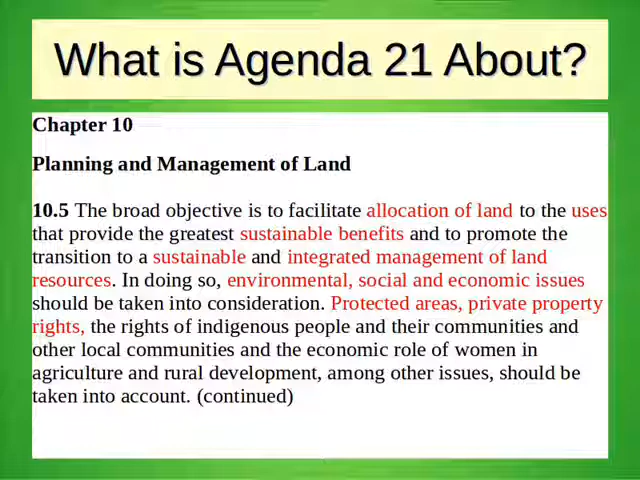 What is Agenda 21 About?
Chapter 10
Planning and Management of Land
10.5 The broad objective is to facilitate allocation of land to the uses
that provide the greatest sustainable benefits and to promote the
transition to a sustainable and integrated management of land
resources. In doing so, environmental, social and economic issues
should be taken into consideration. Protected areas, private property
rights, the rights of indigenous people and their communities and
other local communities and the economic role of women in
agriculture and rural development, among other issues, should be
taken into account. (continued)